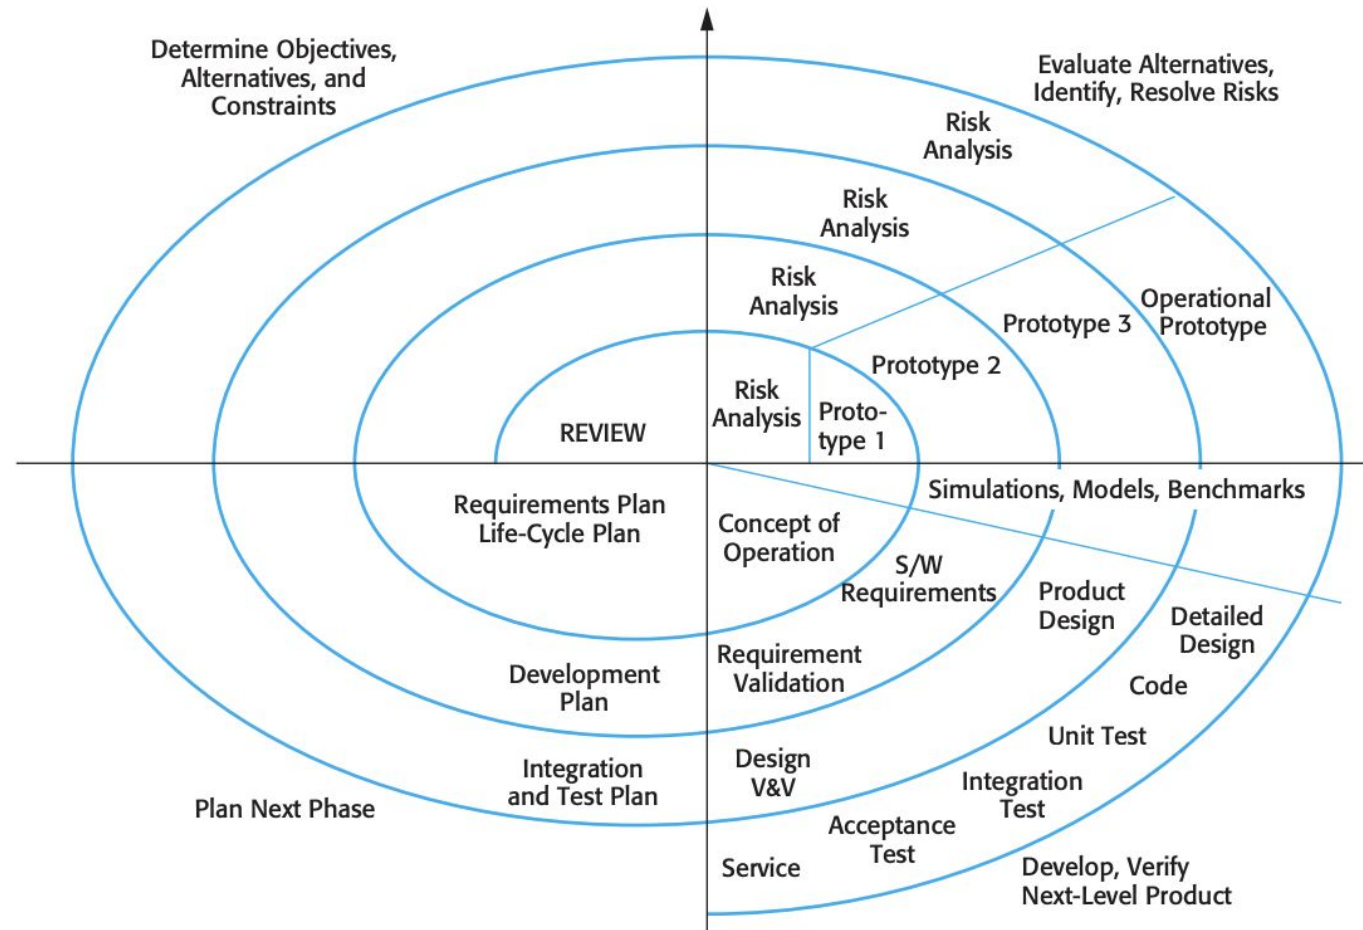 Determine Objectives,
Alternatives, and
Constraints
Evaluate Alternatives,
Identify, Resolve Risks
Risk
Analysis
Risk
Analysis
Risk
Analysis
Operational
Prototype
Prototype 3
Prototype 2
Risk
Analysis
Proto-
type 1
REVIEW
Requirements Plan
Life-Cycle Plan
Simulations, Models, Benchmarks
Concept of
Operation
S/W
Requirements
Product
Design
Detailed
Design
Requirement
Validation
Development
Plan
Code
Unit Test
Design
V&V
Integration
and Test Plan
Integration
Test
Plan Next Phase
Acceptance
Test
Service
Develop, Verify
Next-Level Product